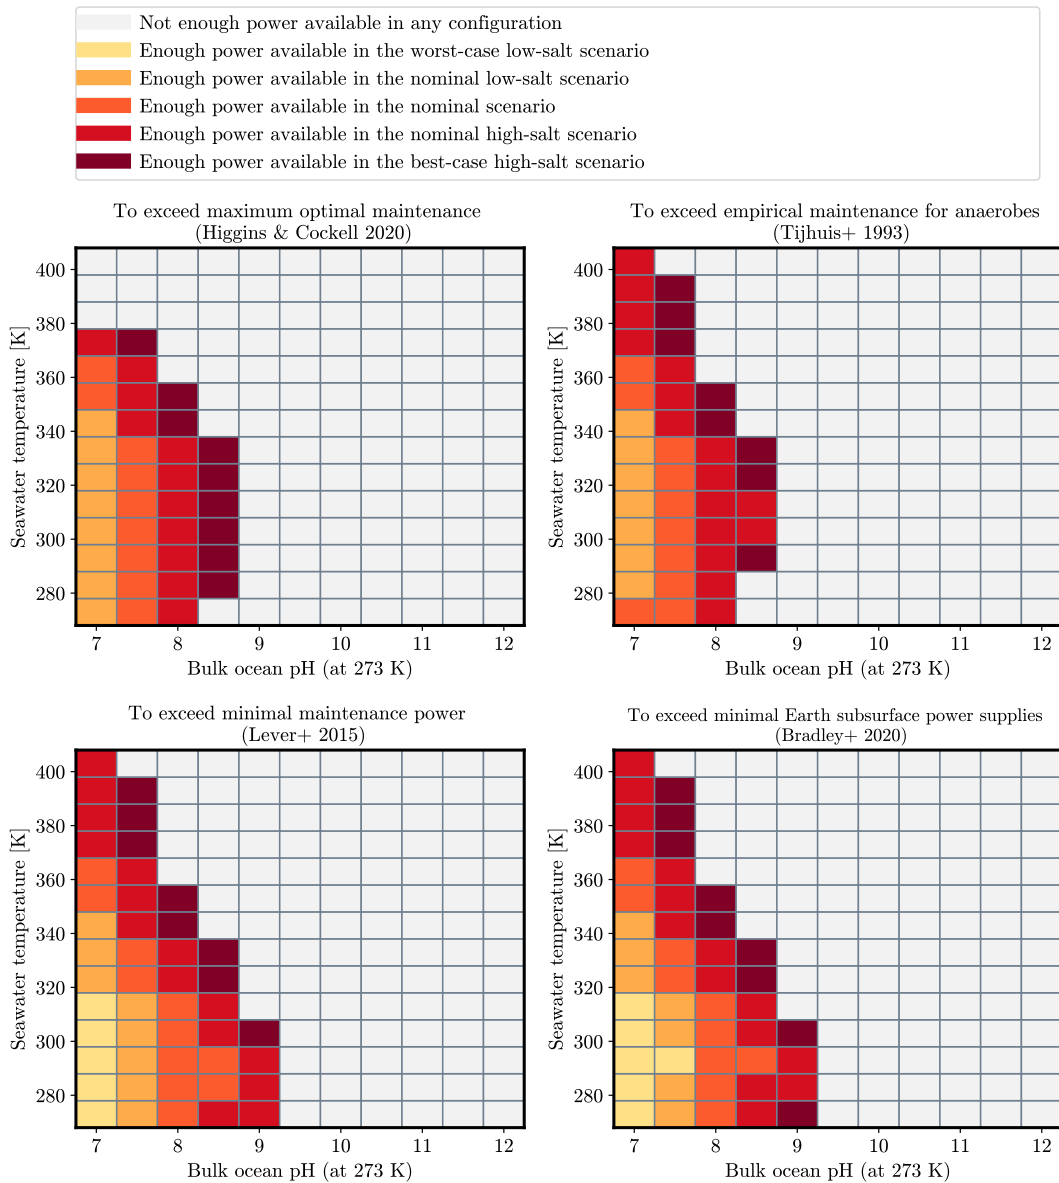 Not enough power available in any configuration
Enough power available in the worst-case low-salt scenario
Enough power available in the nominal low-salt scenario
Enough power available in the nominal scenario
Enough power available in the nominal high-salt scenario
Enough power available in the best-case high-salt scenario
To exceed maximum optimal maintenance
(Higgins & Cockell 2020)
400
380
360
340
320
300
280
Seawater temperature [K]
7 8 9 10 11 12
Bulk ocean pH (at 273 K)
To exceed empirical maintenance for anaerobes
(Tijhuis+ 1993)
400
380
360
340
320
300
280
Seawater temperature [K]
7 8 9 10 11 12
Bulk ocean pH (at 273 K)
To exceed minimal maintenance power
(Lever+ 2015)
400
380
360
340
320
300
280
Seawater temperature [K]
7 8 9 10 11 12
Bulk ocean pH (at 273 K)
To exceed minimal Earth subsurface power supplies
(Bradley+ 2020)
400
380
360
340
320
300
280
Seawater temperature [K]
7 8 9 10 11 12
Bulk ocean pH (at 273 K)